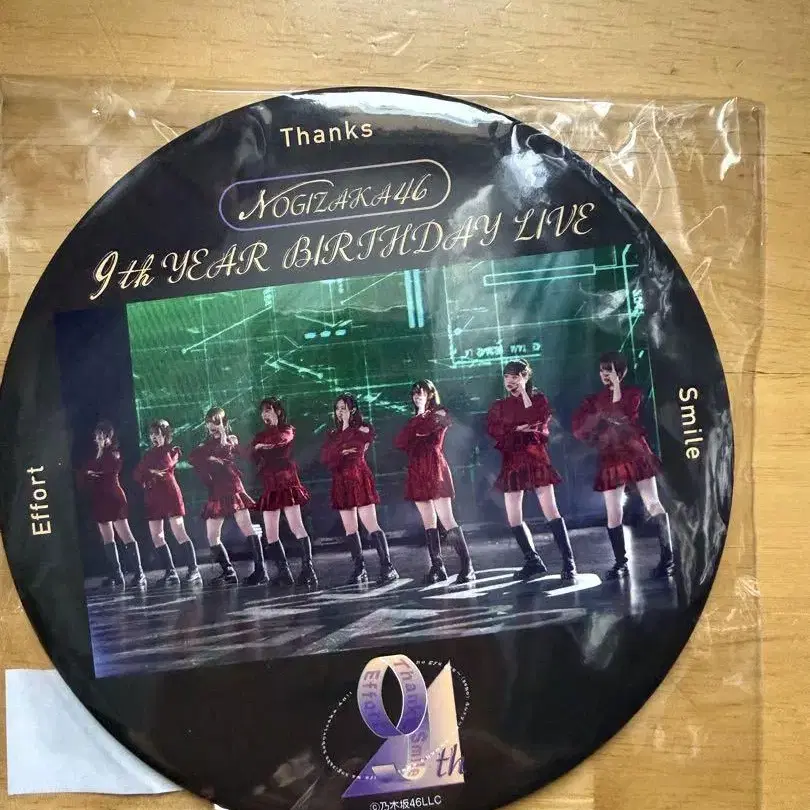 Thanks
NOGIZAKA46
9th YEAR BIRTHDAY LIVE
Effort
Smile
Thanks Smile
Effort
th
©乃木坂46LLC